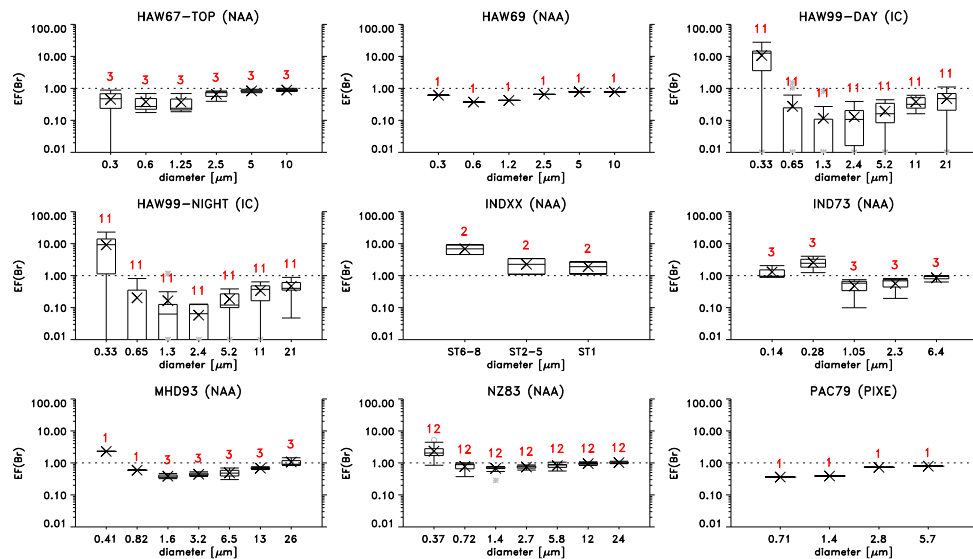 HAW67-TOP (NAA)
EF(Br)
100.00
10.00
1.00
0.10
0.01
3 3 3 3 3 3
0.3 0.6 1.25 2.5 5 10
diameter [μm]
HAW69 (NAA)
EF(Br)
100.00
10.00
1.00
0.10
0.01
1 1 1 1 1 1
0.3 0.6 1.2 2.5 5 10
diameter [μm]
HAW99-DAY (IC)
EF(Br)
100.00
10.00
1.00
0.10
0.01
11 11 11 11 11 11 11
0.33 0.65 1.3 2.4 5.2 11 21
diameter [μm]
HAW99-NIGHT (IC)
EF(Br)
100.00
10.00
1.00
0.10
0.01
11 11 11 11 11 11 11
0.33 0.65 1.3 2.4 5.2 11 21
diameter [μm]
INDXX (NAA)
EF(Br)
100.00
10.00
1.00
0.10
0.01
2 2 2
ST6-8 ST2-5 ST1
diameter [μm]
IND73 (NAA)
EF(Br)
100.00
10.00
1.00
0.10
0.01
3 3 3 3 3
0.14 0.28 1.05 2.3 6.4
diameter [μm]
MHD93 (NAA)
EF(Br)
100.00
10.00
1.00
0.10
0.01
1 1 3 3 3 3 3
0.41 0.82 1.6 3.2 6.5 13 26
diameter [μm]
NZ83 (NAA)
EF(Br)
100.00
10.00
1.00
0.10
0.01
12 12 12 12 12 12 12
0.37 0.72 1.4 2.7 5.8 12 24
diameter [μm]
PAC79 (PIXE)
EF(Br)
100.00
10.00
1.00
0.10
0.01
1 1 1 1
0.71 1.4 2.8 5.7
diameter [μm]